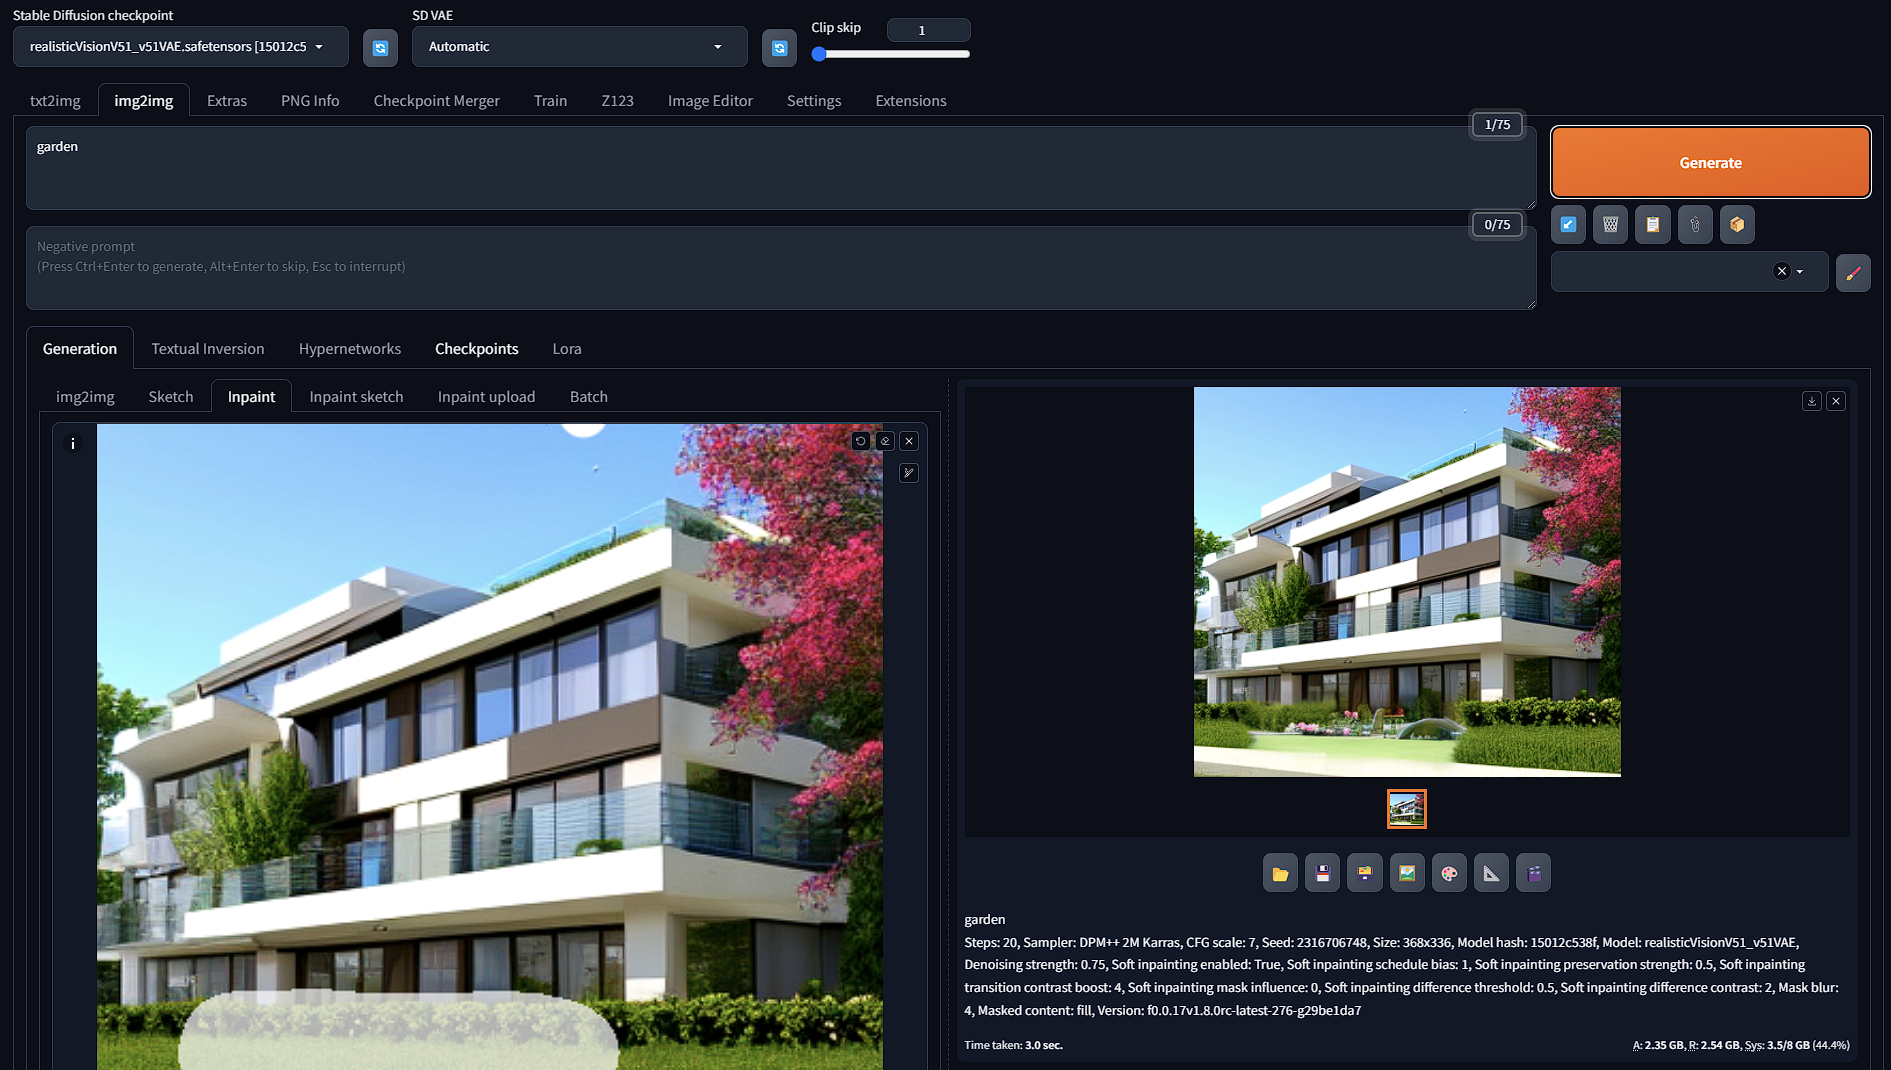 Stable Diffusion checkpoint
SD VAE
Clip skip
1
realisticVisionV51_v51VAE.safetensors [15012c5
Automatic
txt2img
img2img
Extras
PNG Info
Checkpoint Merger
Train
Z123
Image Editor
Settings
Extensions
1/75
garden
Generate
0/75
Negative prompt
(Press Ctrl+Enter to generate, Alt+Enter to skip, Esc to interrupt)
Generation
Textual Inversion
Hypernetworks
Checkpoints
Lora
img2img
Sketch
Inpaint
Inpaint sketch
Inpaint upload
Batch
i
garden
Steps: 20, Sampler: DPM++ 2M Karras, CFG scale: 7, Seed: 2316706748, Size: 368x336, Model hash: 15012c538f, Model: realisticVisionV51_v51VAE,
Denoising strength: 0.75, Soft inpainting enabled: True, Soft inpainting schedule bias: 1, Soft inpainting preservation strength: 0.5, Soft inpainting
transition contrast boost: 4, Soft inpainting mask influence: 0, Soft inpainting difference threshold: 0.5, Soft inpainting difference contrast: 2, Mask blur:
4, Masked content: fill, Version: f0.0.17v1.8.0rc-latest-276-g29be1da7
Time taken: 3.0 sec.
A: 2.35 GB, R: 2.54 GB, Sys: 3.5/8 GB (44.4%)